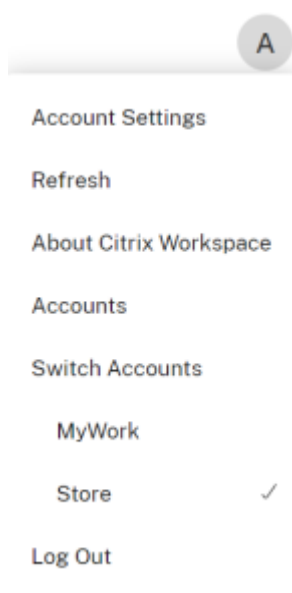 A
Account Settings
Refresh
About Citrix Workspace
Accounts
Switch Accounts
MyWork
Store
Log Out